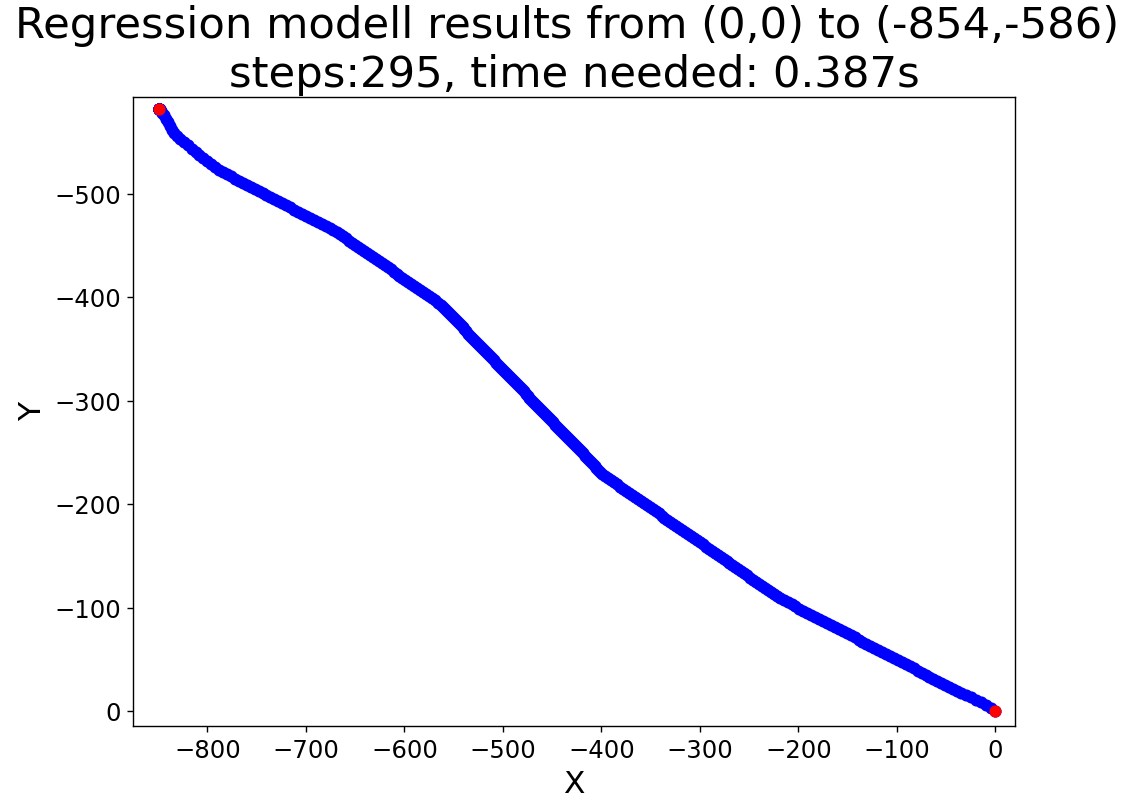 Regression modell results from (0,0) to (-854,-586)
steps:295, time needed: 0.387s
−500
−400
−300
−200
−100
0
Y
−800 −700 −600 −500 −400 −300 −200 −100 0
X